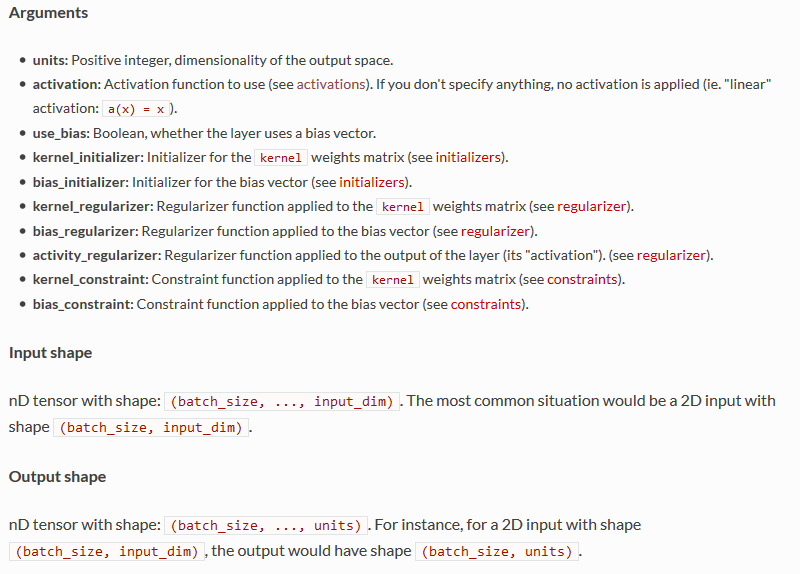 Arguments
• units: Positive integer, dimensionality of the output space.
• activation: Activation function to use (see activations). If you don't specify anything, no activation is applied (ie. "linear"
activation: a(x) = x ).
• use_bias: Boolean, whether the layer uses a bias vector.
• kernel_initializer: Initializer for the kernel weights matrix (see initializers).
• bias_initializer: Initializer for the bias vector (see initializers).
• kernel_regularizer: Regularizer function applied to the kernel weights matrix (see regularizer).
• bias_regularizer: Regularizer function applied to the bias vector (see regularizer).
• activity_regularizer: Regularizer function applied to the output of the layer (its "activation"). (see regularizer).
• kernel_constraint: Constraint function applied to the kernel weights matrix (see constraints).
• bias_constraint: Constraint function applied to the bias vector (see constraints).
Input shape
nD tensor with shape: (batch_size, ..., input_dim) . The most common situation would be a 2D input with
shape (batch_size, input_dim) .
Output shape
nD tensor with shape: (batch_size, ..., units) . For instance, for a 2D input with shape
(batch_size, input_dim) , the output would have shape (batch_size, units) .